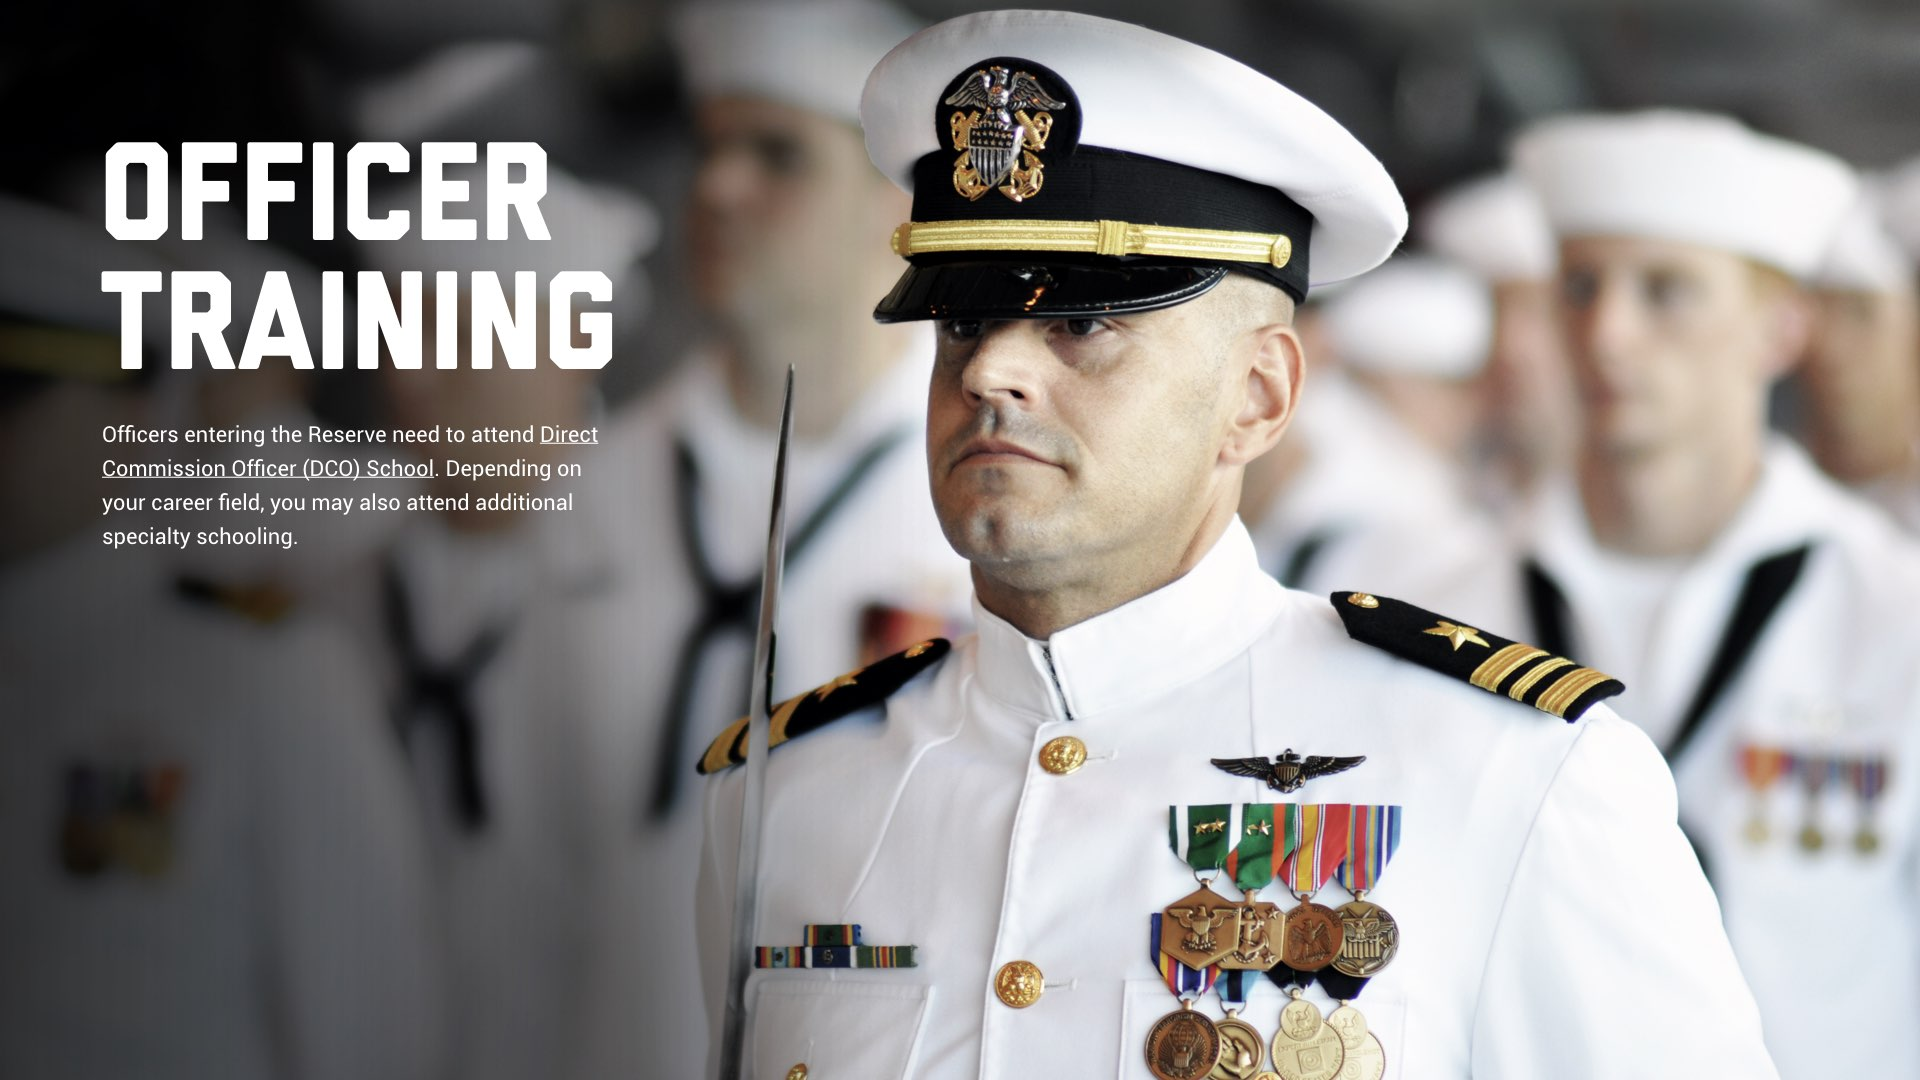 OFFICER
TRAINING
Officers entering the Reserve need to attend Direct
Commission Officer (DCO) School. Depending on
your career field, you may also attend additional
specialty schooling.